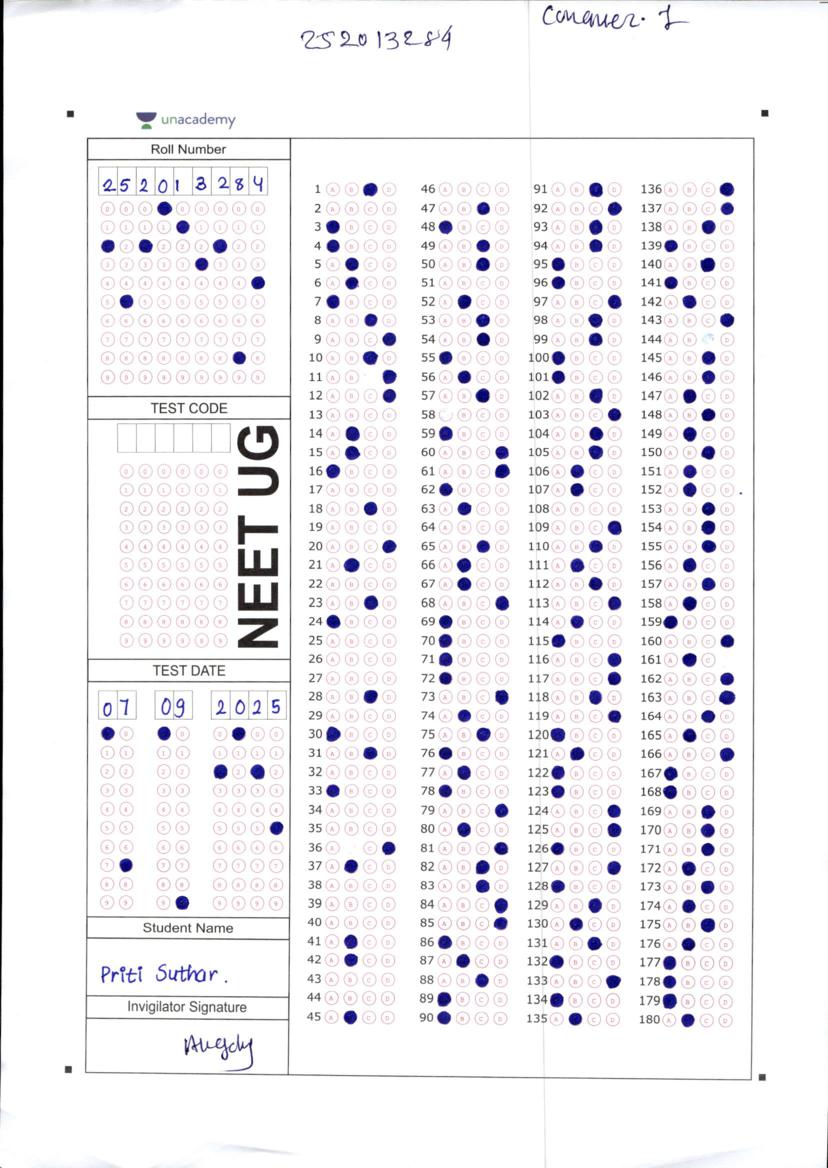 252013284
Conquer. 1
unacademy
Roll Number
252013284
TEST CODE
NEET UG
TEST DATE
07 09 2025
Student Name
Priti Suthar.
Invigilator Signature
1 A B D
2 A B C D
3 B C D
4 B C D
5 A C D
6 A C D
7 B C D
8 A B D
9 A B C
10 A B D
11 A B
12 A B C
13 A B C D
14 A C D
15 A C D
16 B C D
17 A B C D
18 A B D
19 A B C D
20 A B C
21 A C D
22 A B C D
23 A B D
24 B C D
25 A B C D
26 A B C D
27 A B C D
28 A B D
29 A B C D
30 B C D
31 A B D
32 A B C D
33 B C D
34 A B C D
35 A B C D
36 A C
37 A C D
38 A B C D
39 A B C D
40 A B C D
41 A C D
42 A C D
43 A B C D
44 A B C D
45 A C D
46 A B C D
47 A B D
48 B C D
49 A B D
50 A B D
51 A B C D
52 A C D
53 A B D
54 A B D
55 B C D
56 A C D
57 A B D
58 B C D
59 B C D
60 A B C
61 A B C
62 B C D
63 A C D
64 A B C D
65 A B D
66 A C D
67 A C D
68 A B C
69 B C D
70 B C D
71 B C D
72 B C D
73 A B C
74 A C D
75 A B D
76 B C D
77 A C D
78 B C D
79 A B C
80 A C D
81 A B C
82 A B D
83 A B D
84 A B C
85 A B C
86 B C D
87 A C D
88 A B D
89 B C D
90 B C D
91 A B D
92 A B C
93 A B D
94 A B D
95 B C D
96 B C D
97 A B C
98 A B D
99 A B D
100 B C D
101 B C D
102 A B D
103 A B C
104 A B D
105 A B D
106 A C D
107 A C D
108 A B C D
109 A B C
110 A B D
111 A C D
112 A B D
113 A B C
114 A C D
115 B C D
116 A B C
117 A B C
118 A B D
119 A B C
120 B C D
121 A C D
122 B C D
123 B C D
124 A B C
125 A B C
126 B C D
127 A B C
128 B C D
129 A B D
130 A C D
131 A B D
132 B C D
133 A B C
134 B C D
135 A C D
136 A B C
137 A B C
138 A B D
139 B C D
140 A B D
141 B C D
142 A C D
143 A B C
144 A B D
145 A B D
146 A B D
147 A C D
148 A B D
149 A C D
150 A B D
151 A C D
152 A C D
153 A B D
154 A B D
155 A B D
156 A C D
157 A B D
158 A C D
159 B C D
160 A B C
161 A C
162 A B C
163 A B C
164 A B D
165 A C D
166 A B C
167 B C D
168 B C D
169 A B D
170 A B D
171 A B D
172 A C D
173 A B D
174 A C D
175 A B D
176 A C D
177 B C D
178 B C D
179 B C D
180 A C D